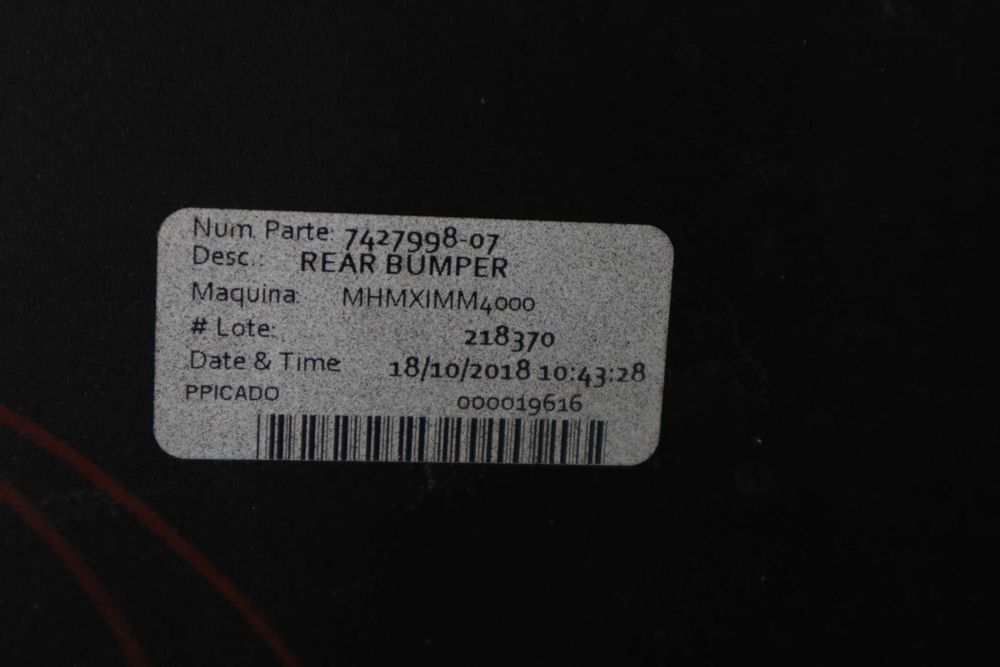 Num. Parte: 7427998-07
Desc.: REAR BUMPER
Maquina: MHMXIMM4000
# Lote: 218370
Date & Time 18/10/2018 10:43:28
PPICADO 000019616